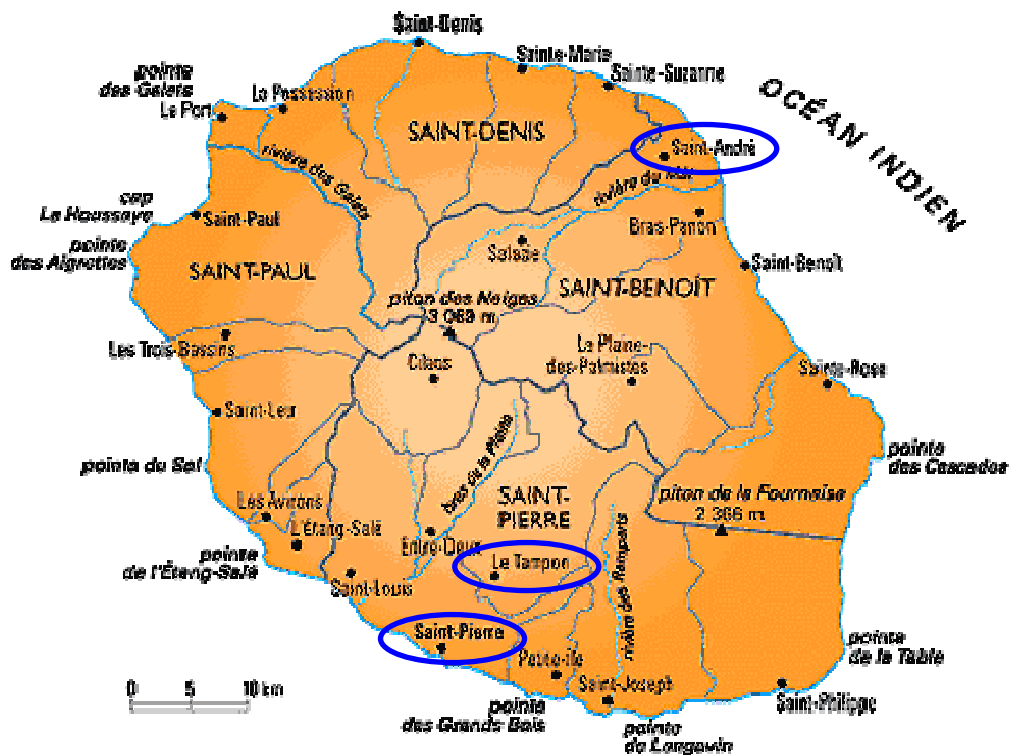 Saint-Denis
Sainte-Marie
Sainte-Suzanne
pointe
des Galets
La Possession
Le Port
OCÉAN INDIEN
SAINT-DENIS
Saint-André
rivière des Galets
rivière du Mât
cap
La Houssaye
Saint-Paul
Bras-Panon
pointe
des Aigrettes
Salazie
Saint-Benoît
SAINT-PAUL
SAINT-BENOÎT
piton des Neiges
3 069 m
Les Trois-Bassins
La Plaine-
des-Palmistes
Cilaos
Sainte-Rose
Saint-Leu
bras de la Plaine
pointe du Sel
pointe
des Cascades
SAINT-
PIERRE
piton de la Fournaise
2 366 m
Les Avirons
L'Étang-Salé
Entre-Deux
pointe
de l'Étang-Salé
Le Tampon
rivière des Remparts
Saint-Louis
Saint-Pierre
pointe
de la Table
Petite-Île
Saint-Joseph
0 5 10 km
Saint-Philippe
pointe
des Grands Bois
pointe
de Langevin